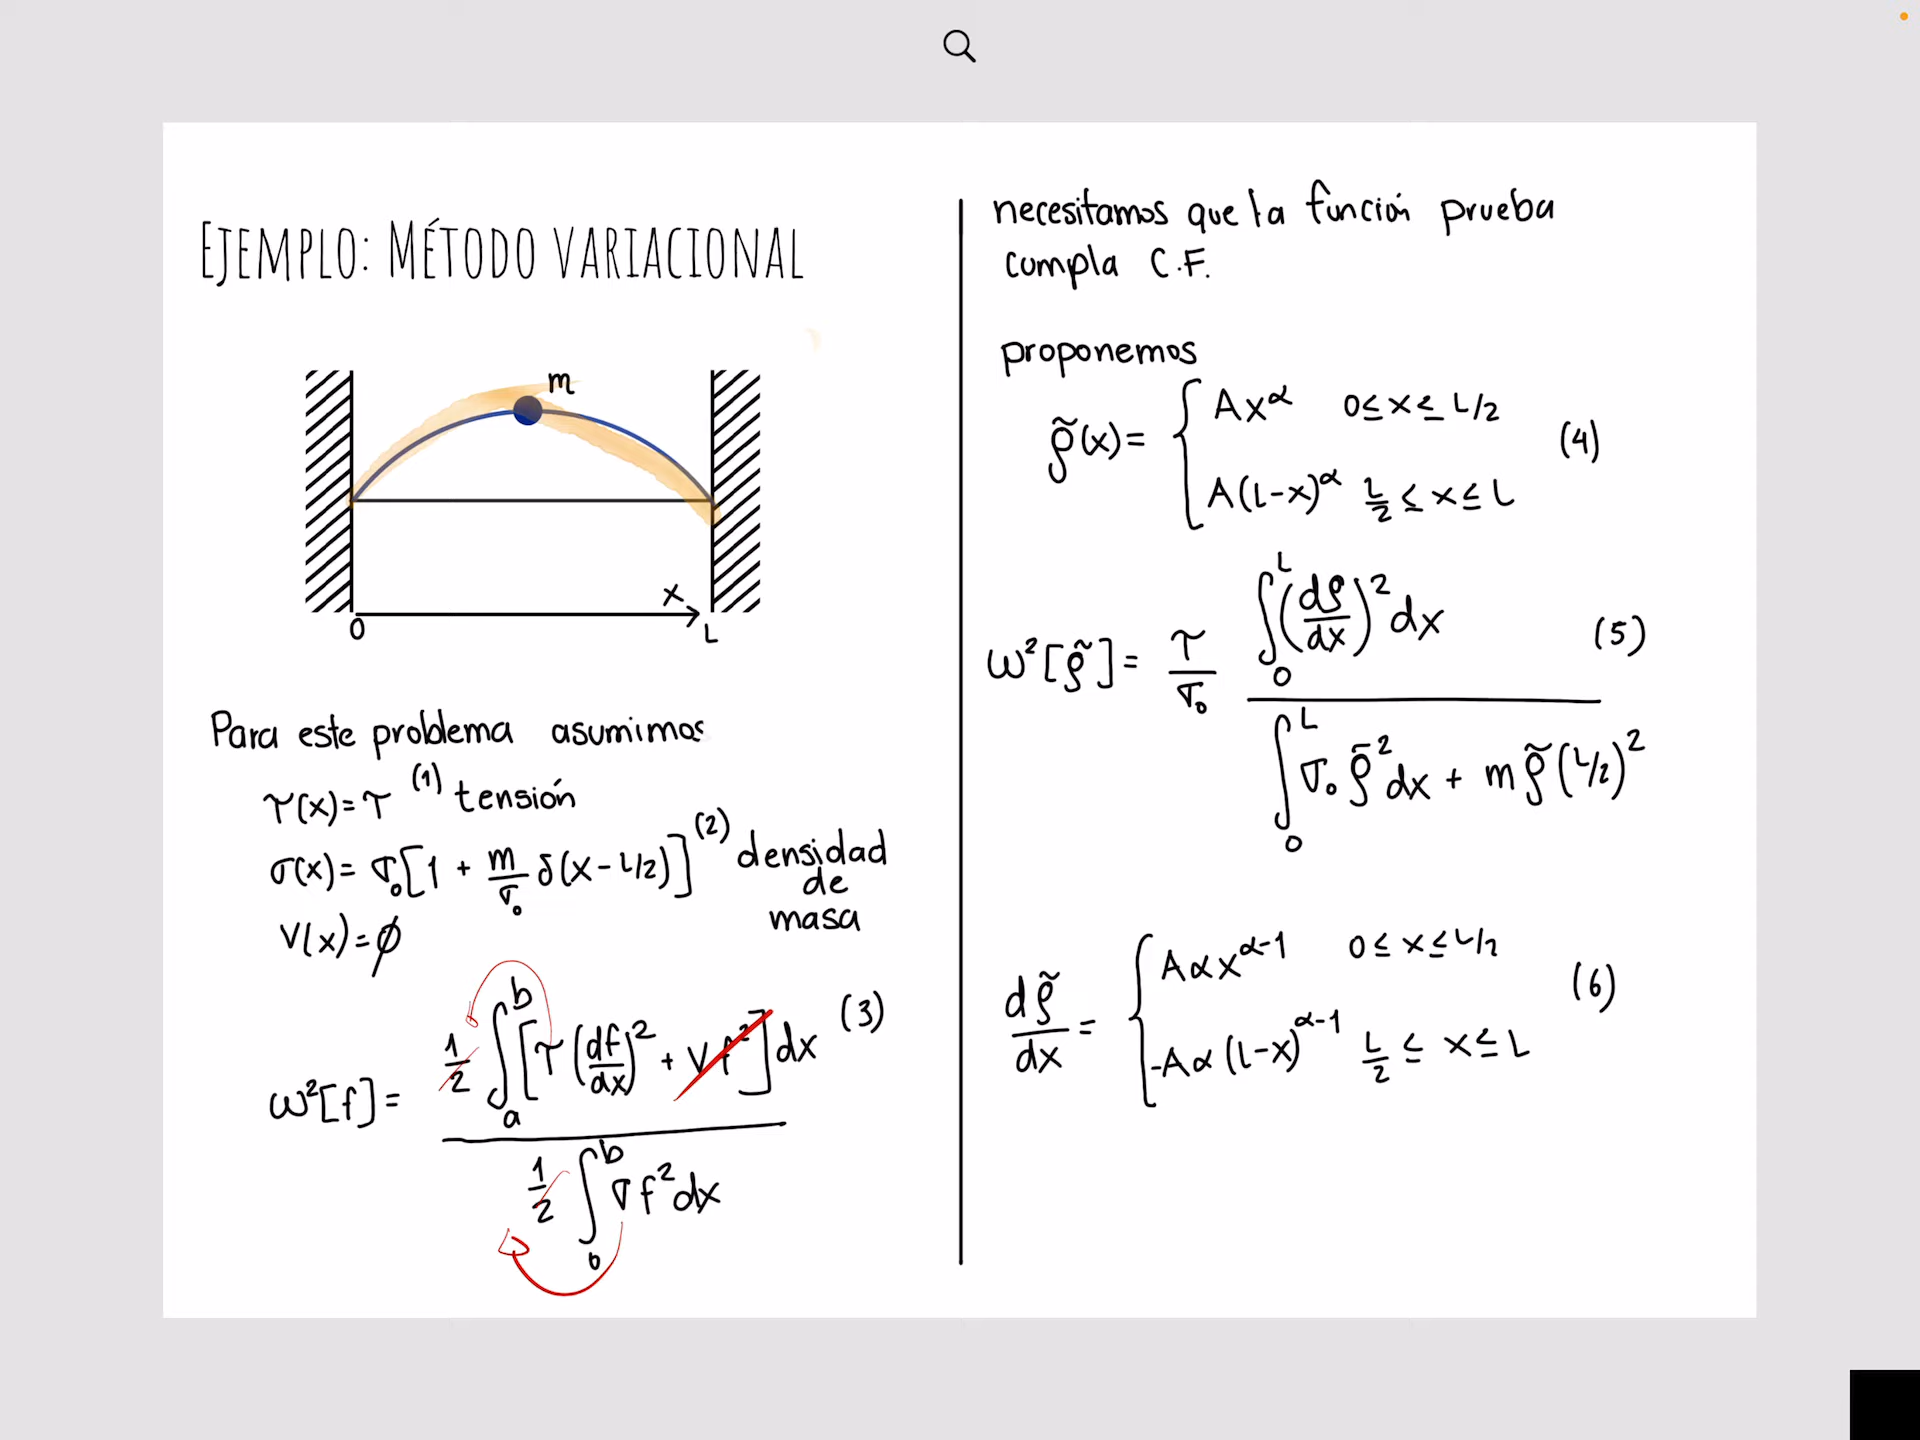 EJEMPLO: MÉTODO VARIACIONAL
m
x
0
L
Para este problema asumimos
τ(x)=τ (1) tensión
σ(x)= σ₀[1 + m/σ₀ δ(x-L/2)] (2) densidad de masa
V(x)=∅
ω²[f] = 1/2 ∫ₐᵇ [τ (df/dx)² + V f²] dx (3)
1/2 ∫₀ᵇ σ f² dx
necesitamos que la función prueba
cumpla C.F.
proponemos
ρ̃(x)= { Ax^α 0≤x≤L/2 (4)
A(L-x)^α L/2 ≤ x ≤ L
ω²[ρ̃] = τ/σ₀ ∫₀ᴸ (dρ/dx)² dx (5)
∫₀ᴸ σ₀ ρ̃² dx + m ρ̃(L/2)²
dρ̃/dx = { Aαx^(α-1) 0≤x≤L/2 (6)
-Aα(L-x)^(α-1) L/2 ≤ x ≤ L